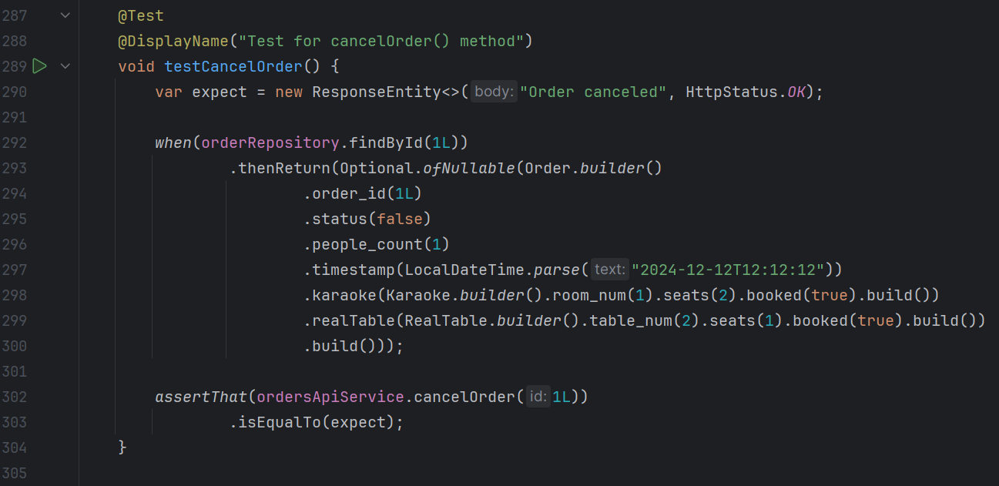 287 @Test
288 @DisplayName("Test for cancelOrder() method")
289 void testCancelOrder() {
290 var expect = new ResponseEntity<>( body: "Order canceled", HttpStatus.OK);
291
292 when(orderRepository.findById(1L))
293 .thenReturn(Optional.ofNullable(Order.builder()
294 .order_id(1L)
295 .status(false)
296 .people_count(1)
297 .timestamp(LocalDateTime.parse( text: "2024-12-12T12:12:12"))
298 .karaoke(Karaoke.builder().room_num(1).seats(2).booked(true).build())
299 .realTable(RealTable.builder().table_num(2).seats(1).booked(true).build())
300 .build()));
301
302 assertThat(ordersApiService.cancelOrder( id: 1L))
303 .isEqualTo(expect);
304 }
305